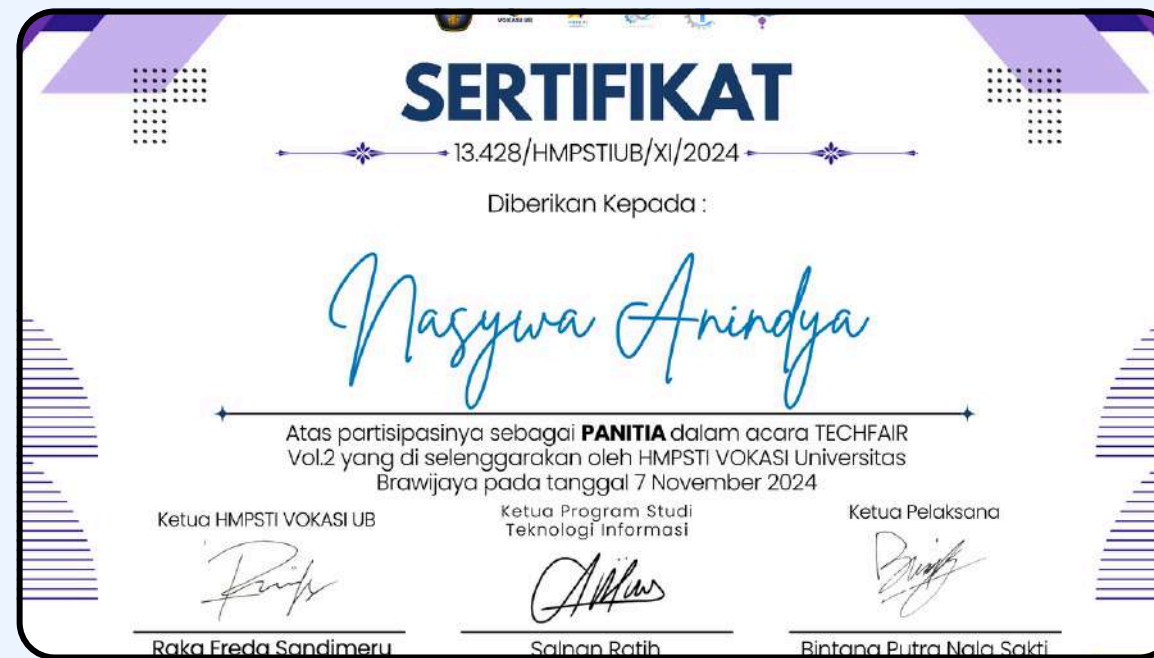 VOKASI UB
SERTIFIKAT
13.428/HMPSTIUB/XI/2024
Diberikan Kepada :
Nasywa Anindya
Atas partisipasinya sebagai PANITIA dalam acara TECHFAIR
Vol.2 yang di selenggarakan oleh HMPSTI VOKASI Universitas
Brawijaya pada tanggal 7 November 2024
Ketua HMPSTI VOKASI UB
Ketua Program Studi
Teknologi Informasi
Ketua Pelaksana
Raka Freda Sandimeru
Salnan Ratih
Bintang Putra Nala Sakti